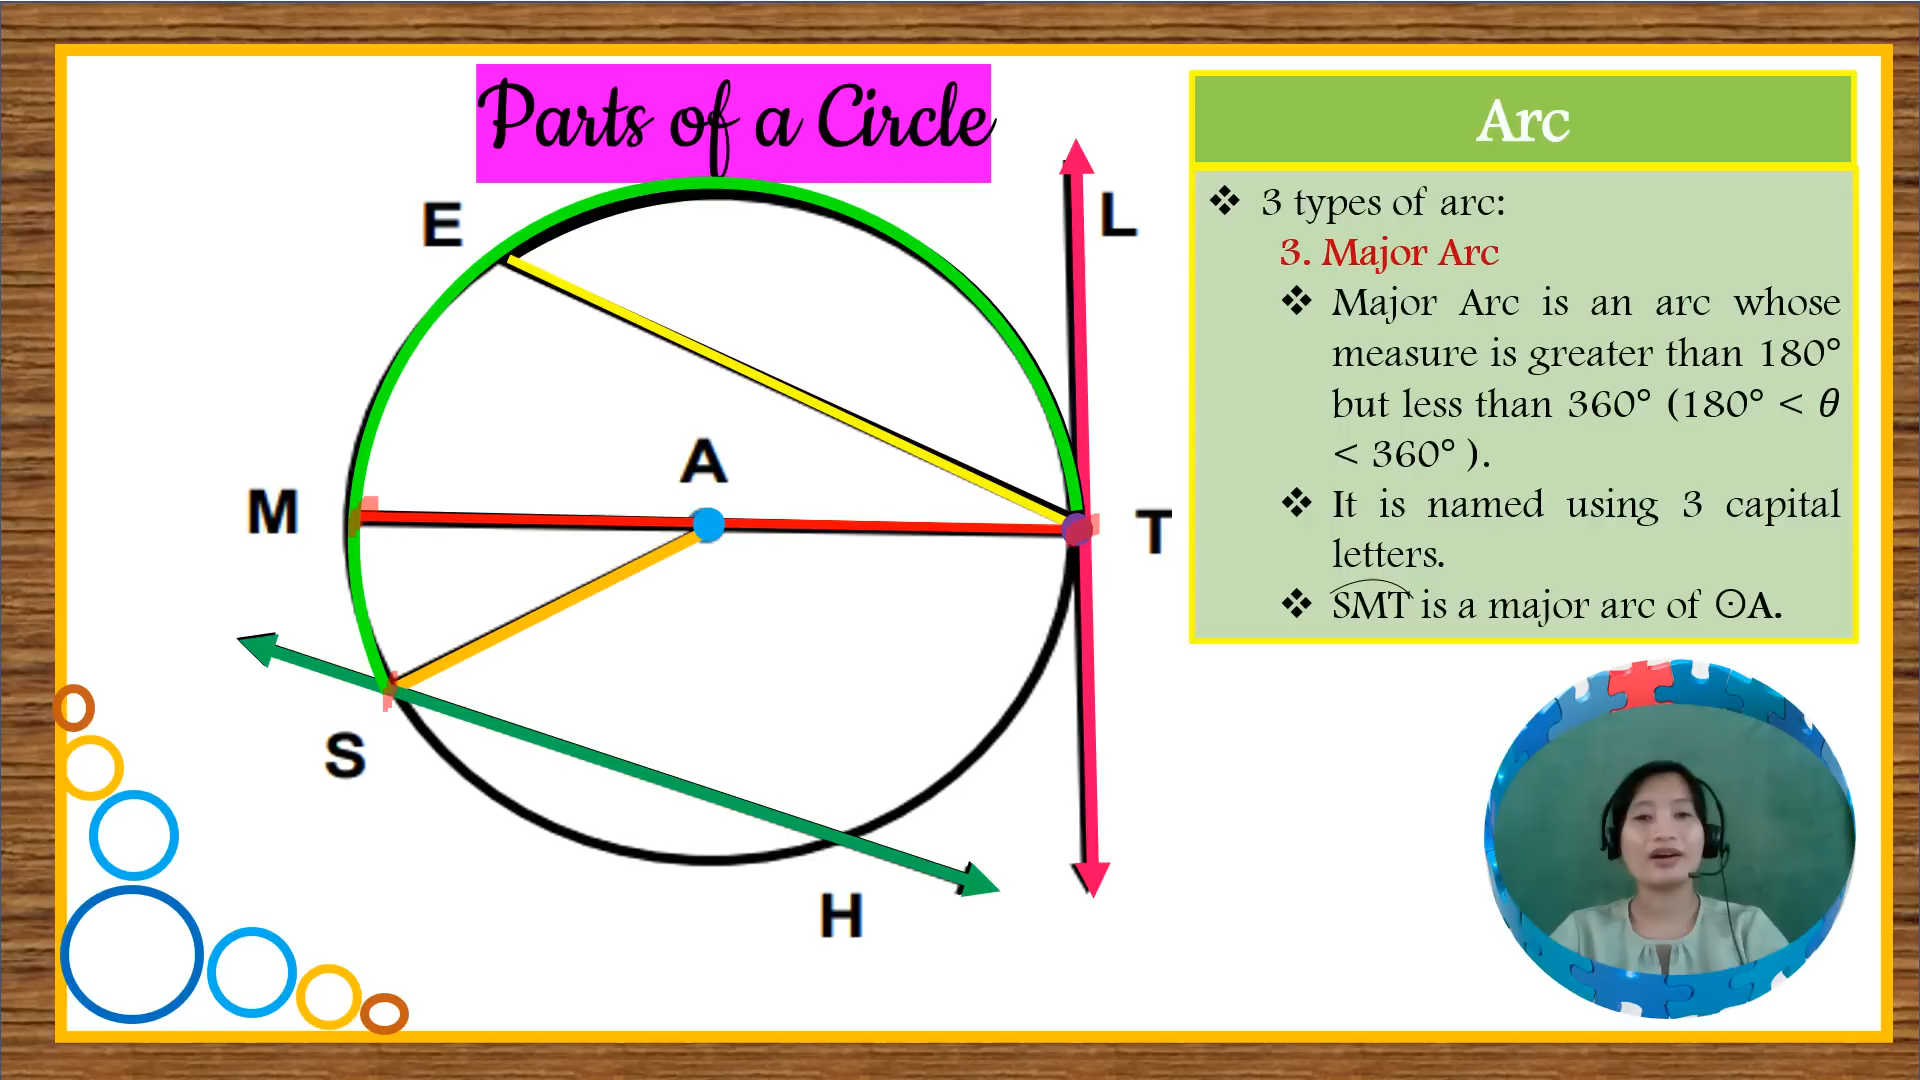 Parts of a Circle
Arc
❖ 3 types of arc:
3. Major Arc
❖ Major Arc is an arc whose
measure is greater than 180°
but less than 360° (180° < θ
< 360° ).
❖ It is named using 3 capital
letters.
❖ SMT is a major arc of ⊙A.
E
L
A
M
T
S
H